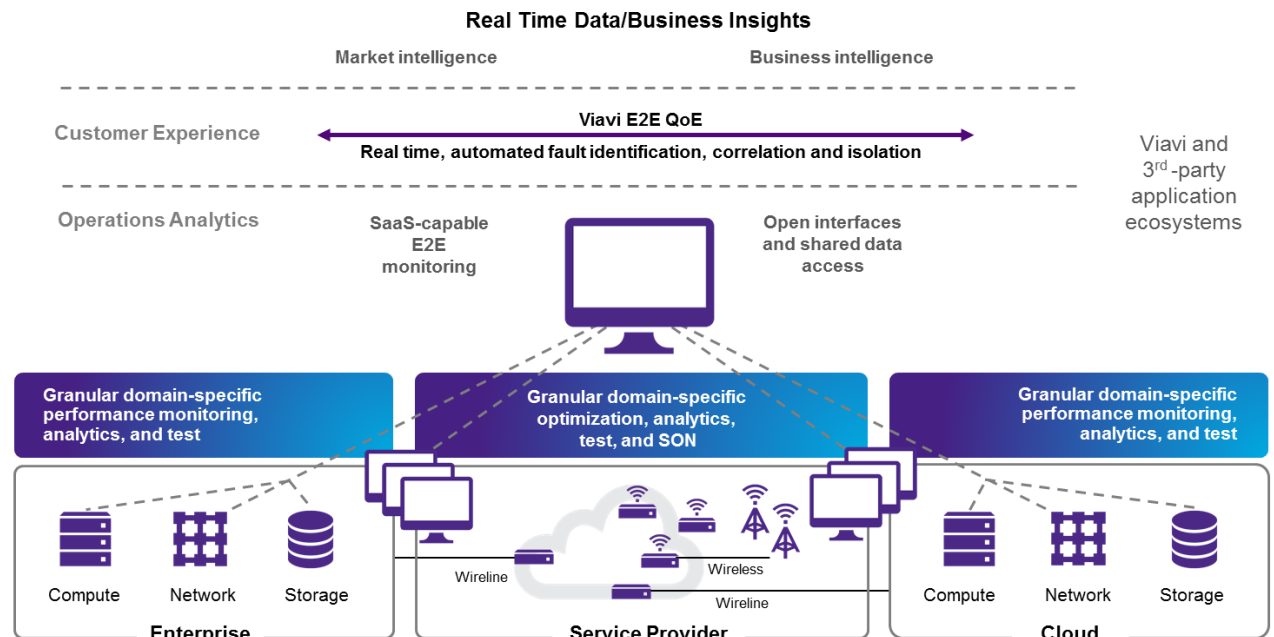 Real Time Data/Business Insights
Market intelligence
Business intelligence
Customer Experience
Viavi E2E QoE
Real time, automated fault identification, correlation and isolation
Viavi and
3rd -party
application
ecosystems
Operations Analytics
SaaS-capable
E2E
monitoring
Open interfaces
and shared data
access
Granular domain-specific
performance monitoring,
analytics, and test
Granular domain-specific
optimization, analytics,
test, and SON
Granular domain-specific
performance monitoring,
analytics, and test
Compute
Network
Storage
Enterprise
Wireline
Wireless
Wireline
Service Provider
Compute
Network
Storage
Cloud